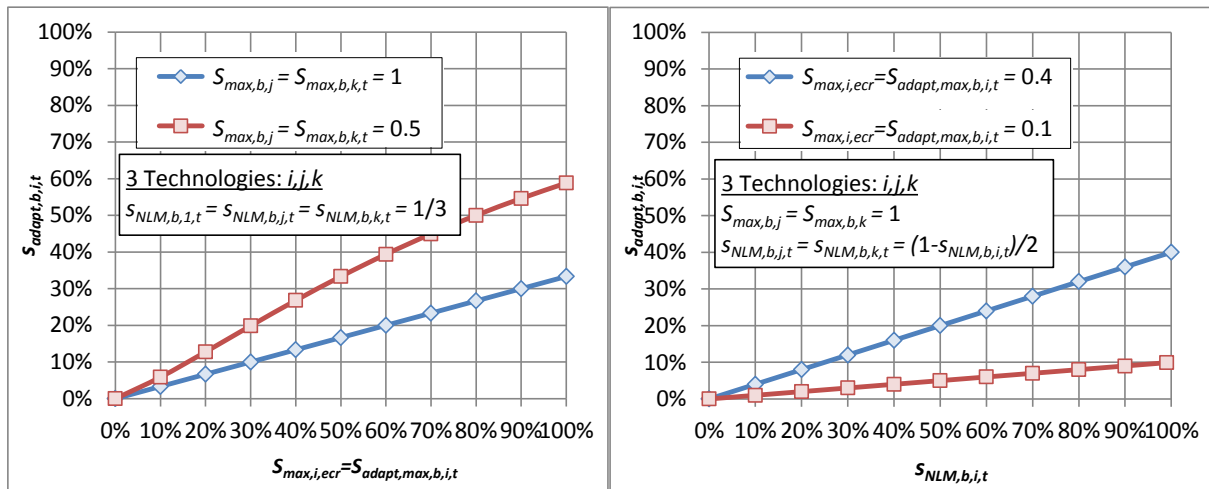 100%
90%
80%
70%
60%
50%
40%
30%
20%
10%
0%
s_adapt,b,i,t
S_max,b,j = S_max,b,k,t = 1
S_max,b,j = S_max,b,k,t = 0.5
3 Technologies: i,j,k
s_NLM,b,1,t = s_NLM,b,j,t = s_NLM,b,k,t = 1/3
0% 10% 20% 30% 40% 50% 60% 70% 80% 90% 100%
S_max,i,ecr=S_adapt,max,b,i,t
100%
90%
80%
70%
60%
50%
40%
30%
20%
10%
0%
s_adapt,b,i,t
S_max,i,ecr=S_adapt,max,b,i,t = 0.4
S_max,i,ecr=S_adapt,max,b,i,t = 0.1
3 Technologies: i,j,k
S_max,b,j = S_max,b,k = 1
s_NLM,b,j,t = s_NLM,b,k,t = (1-s_NLM,b,i,t)/2
0% 10% 20% 30% 40% 50% 60% 70% 80% 90% 100%
s_NLM,b,i,t